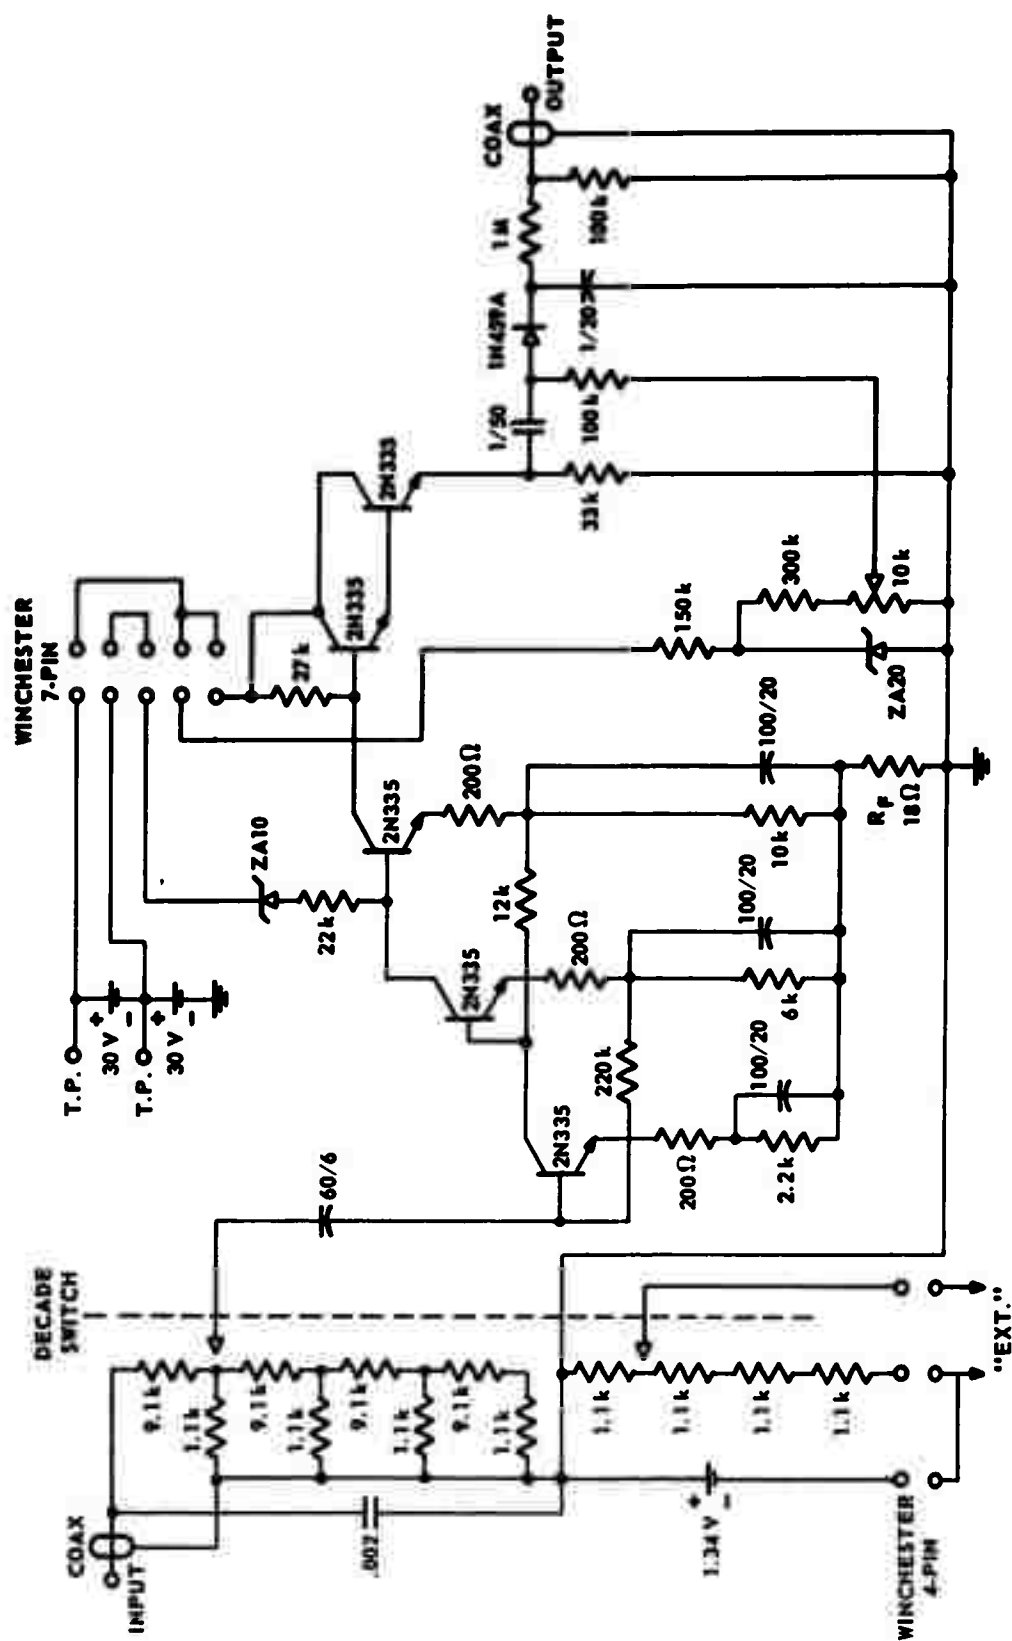 COAX
INPUT
9.1k
1.1k
9.1k
1.1k
9.1k
1.1k
9.1k
1.1k
.007
DECADE
SWITCH
1.1k
1.1k
1.1k
1.1k
1.34 V
+
-
WINCHESTER
4-PIN
"EXT."
60/6
T.P.
30 V
+
-
T.P.
30 V
+
-
2N335
200Ω
2.2k
100/20
220k
2N335
200Ω
6k
100/20
12k
ZA10
22k
2N335
200Ω
10k
100/20
RF
18Ω
WINCHESTER
7-PIN
27k
2N335
2N335
150k
300k
10k
ZA20
33k
1/50
100k
1N459A
1/20
1M
100k
COAX
OUTPUT